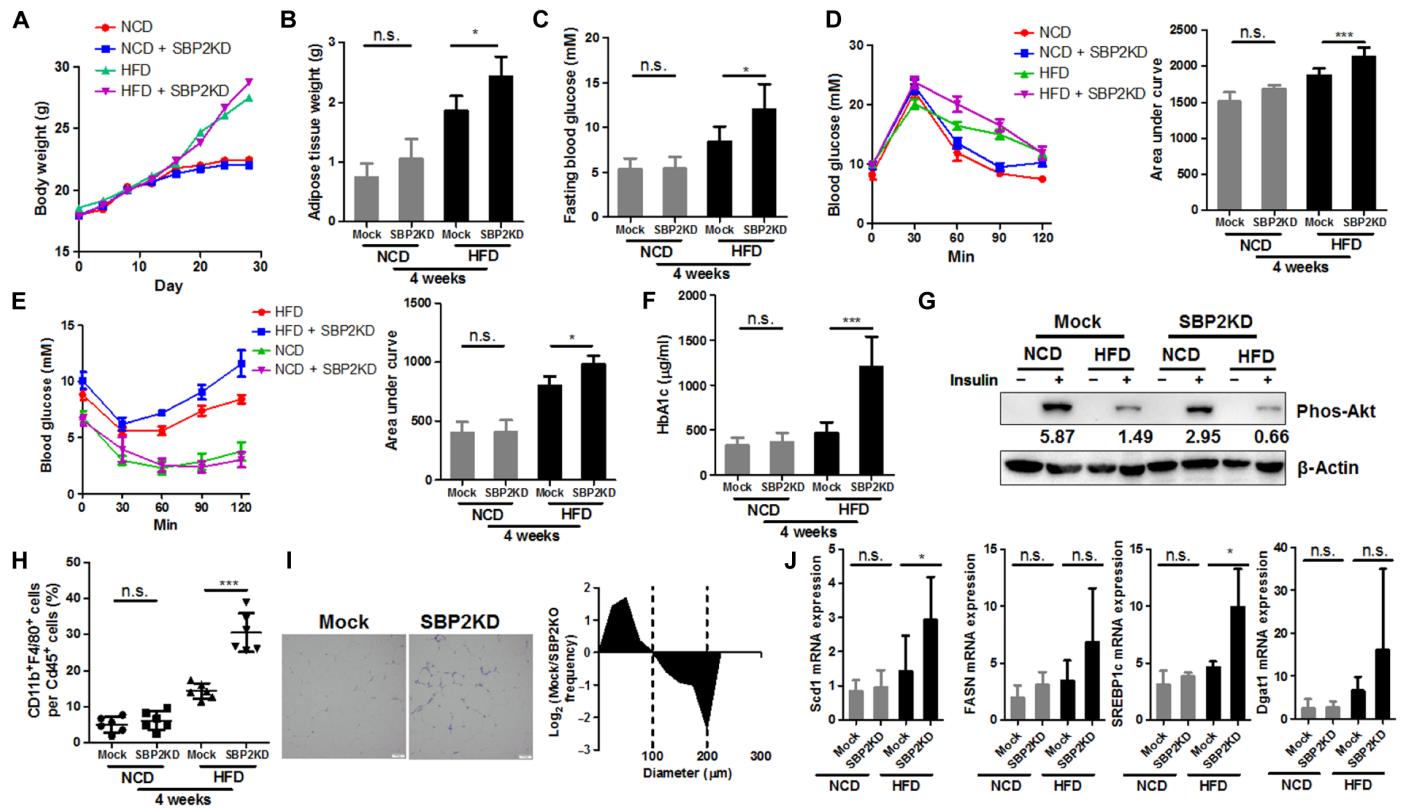 A
NCD
NCD + SBP2KD
HFD
HFD + SBP2KD
Body weight (g)
30
25
20
15
0
10
20
30
Day
B
Adipose tissue weight (g)
3
2
1
0
n.s.
*
Mock
SBP2KD
Mock
SBP2KD
NCD
HFD
4 weeks
C
Fasting blood glucose (mM)
20
15
10
5
0
n.s.
*
Mock
SBP2KD
Mock
SBP2KD
NCD
HFD
4 weeks
D
NCD
NCD + SBP2KD
HFD
HFD + SBP2KD
Blood glucose (mM)
30
20
10
0
0
30
60
90
120
Min
Area under curve
2500
2000
1500
1000
500
0
n.s.
***
Mock
SBP2KD
Mock
SBP2KD
NCD
HFD
4 weeks
E
HFD
HFD + SBP2KD
NCD
NCD + SBP2KD
Blood glucose (mM)
15
10
5
0
0
30
60
90
120
Min
Area under curve
1500
1000
500
0
n.s.
*
Mock
SBP2KD
Mock
SBP2KD
NCD
HFD
4 weeks
F
HbA1c (μg/ml)
2000
1500
1000
500
0
n.s.
***
Mock
SBP2KD
Mock
SBP2KD
NCD
HFD
4 weeks
G
Mock SBP2KD
NCD HFD NCD HFD
Insulin − + − + − + − +
Phos-Akt
5.87 1.49 2.95 0.66
β-Actin
H
CD11b+F4/80+ cells
per Cd45+ cells (%)
50
40
30
20
10
0
n.s.
***
Mock
SBP2KD
Mock
SBP2KD
NCD
HFD
4 weeks
I
Mock
SBP2KD
Log2 (Mock/SBP2KO
frequency)
2
1
0
−1
−2
−3
100
200
300
Diameter (μm)
J
Scd1 mRNA expression
5
4
3
2
1
0
n.s.
*
Mock
SBP2KD
Mock
SBP2KD
NCD
HFD
FASN mRNA expression
15
10
5
0
n.s.
n.s.
Mock
SBP2KD
Mock
SBP2KD
NCD
HFD
SREBP1c mRNA expression
15
10
5
0
n.s.
*
Mock
SBP2KD
Mock
SBP2KD
NCD
HFD
Dgat1 mRNA expression
40
30
20
10
0
n.s.
n.s.
Mock
SBP2KD
Mock
SBP2KD
NCD
HFD